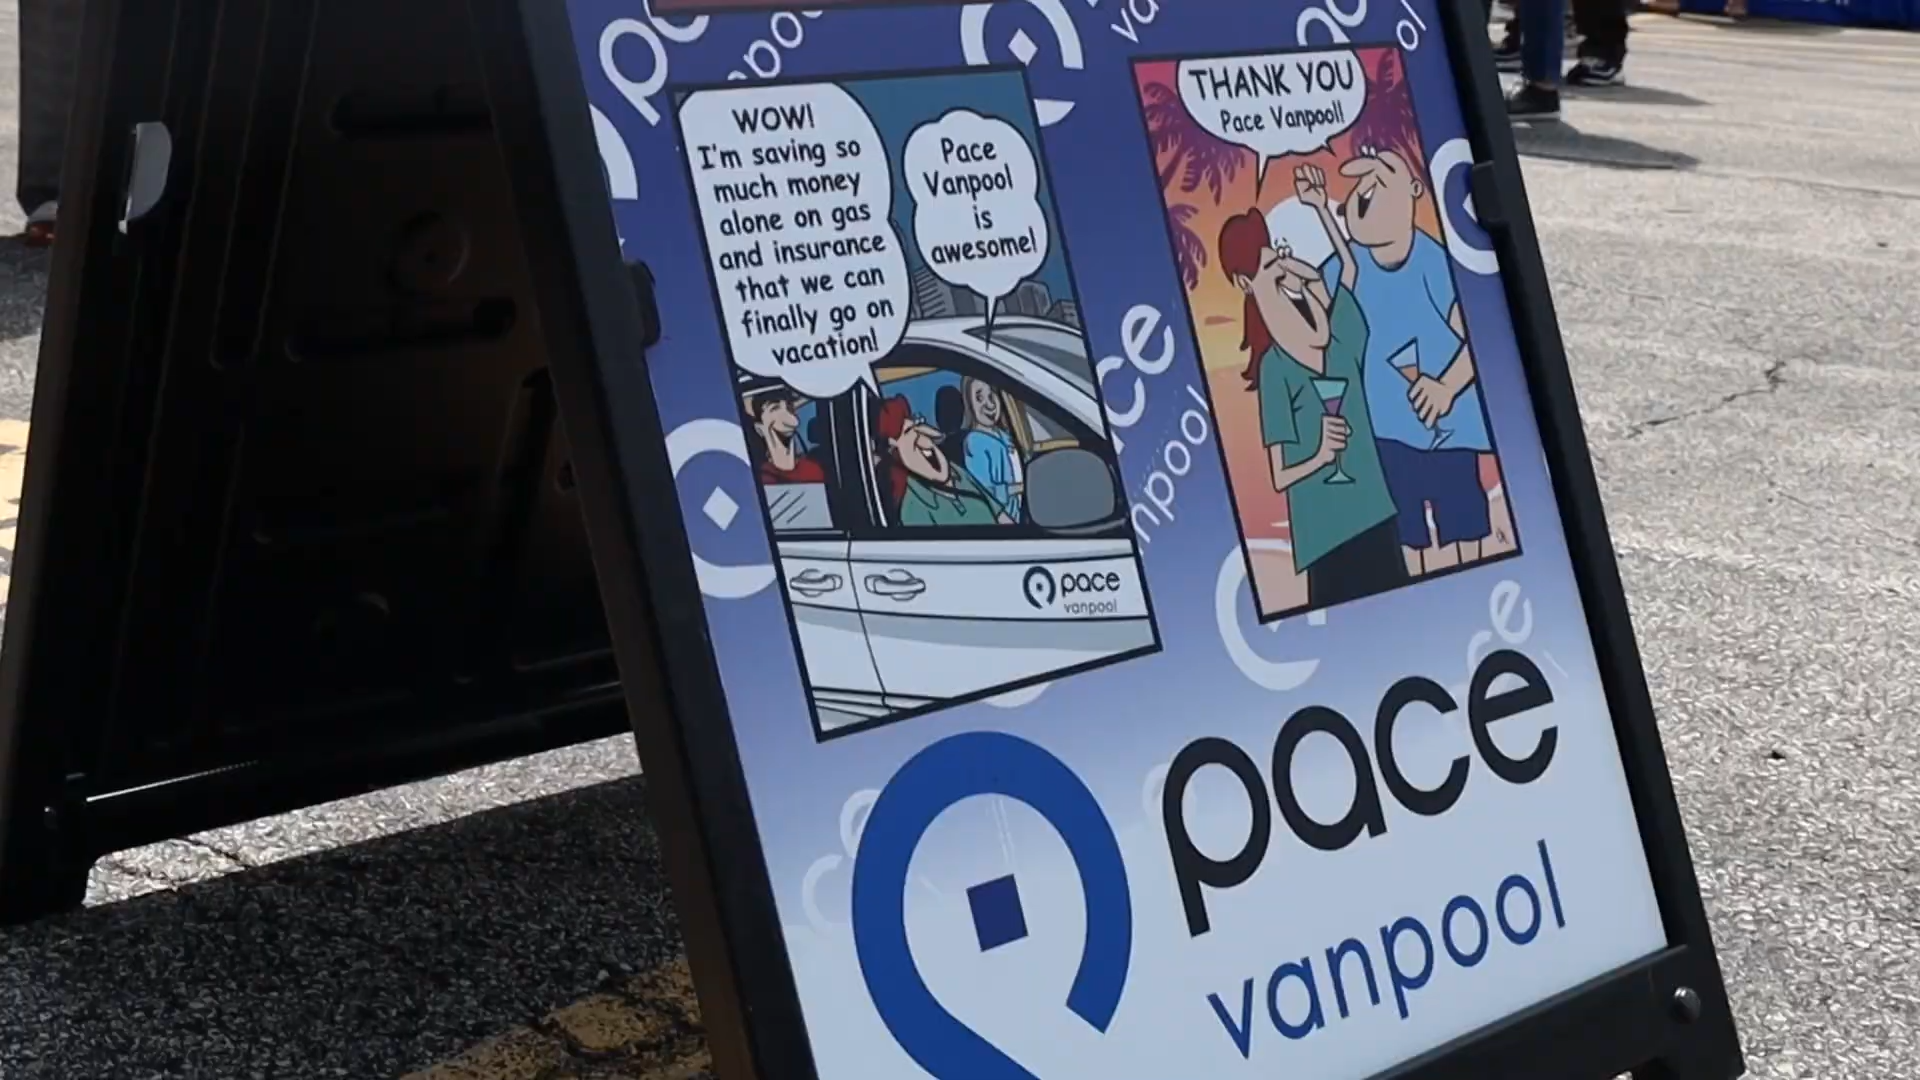 WOW!
I'm saving so
much money
alone on gas
and insurance
that we can
finally go on
vacation!
Pace
Vanpool
is
awesome!
THANK YOU
Pace Vanpool!
pace
vanpool
pace
vanpool